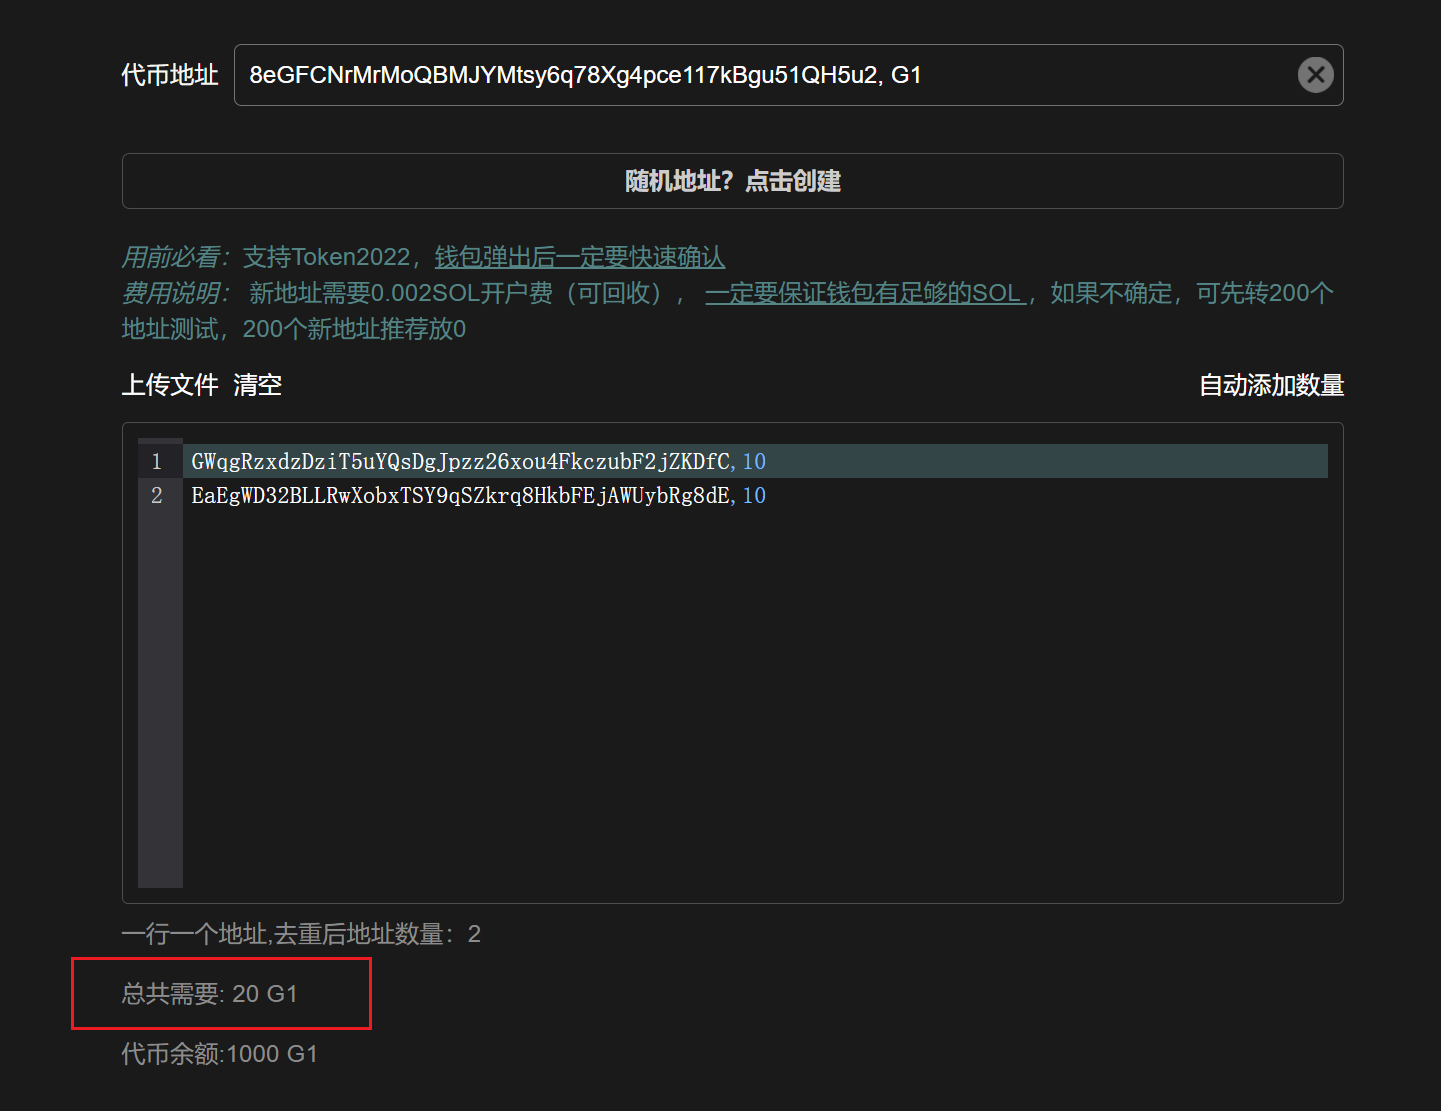 代币地址 8eGFCNrMrMoQBMJYMtsy6q78Xg4pce117kBgu51QH5u2, G1
随机地址？点击创建
用前必看：支持Token2022，钱包弹出后一定要快速确认
费用说明： 新地址需要0.002SOL开户费（可回收）， 一定要保证钱包有足够的SOL ，如果不确定，可先转200个
地址测试，200个新地址推荐放0
上传文件 清空 自动添加数量
1 GWqgRzxdzDziT5uYQsDgJpzz26xou4FkczubF2jZKDfC,10
2 EaEgWD32BLLRwXobxTSY9qSZkrq8HkbFEjAWUybRg8dE,10
一行一个地址,去重后地址数量：2
总共需要: 20 G1
代币余额:1000 G1